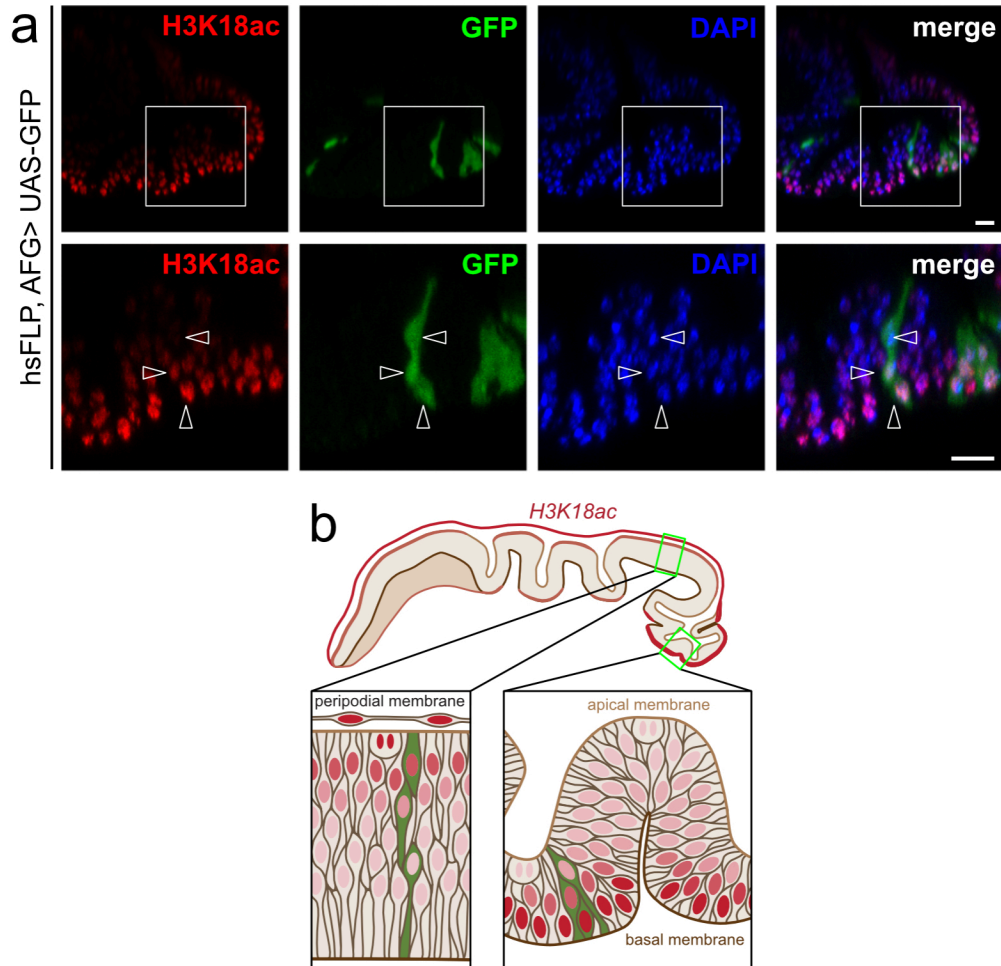 a
hsFLP, AFG> UAS-GFP
H3K18ac
GFP
DAPI
merge
H3K18ac
GFP
DAPI
merge
b
H3K18ac
peripodial membrane
apical membrane
basal membrane